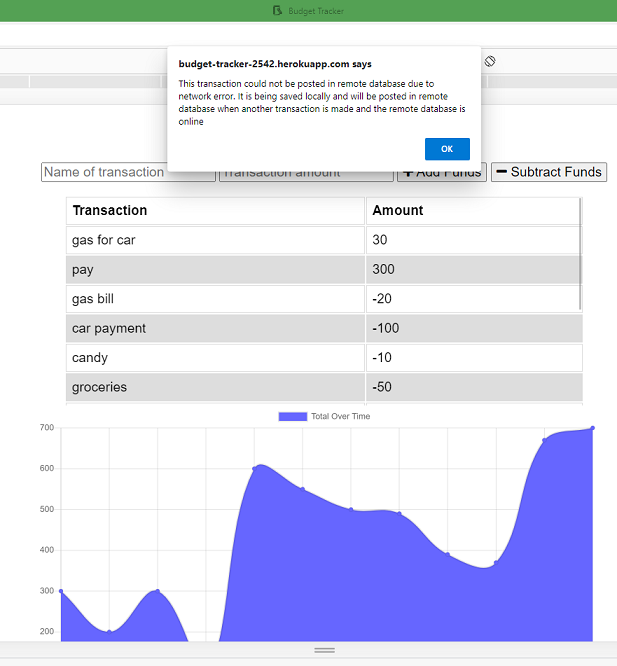 Budget Tracker
budget-tracker-2542.herokuapp.com says
This transaction could not be posted in remote database due to
network error. It is being saved locally and will be posted in remote
database when another transaction is made and the remote database is
online
OK
Name of transaction Transaction amount + Add Funds − Subtract Funds
Transaction Amount
gas for car 30
pay 300
gas bill -20
car payment -100
candy -10
groceries -50
Total Over Time
700
600
500
400
300
200